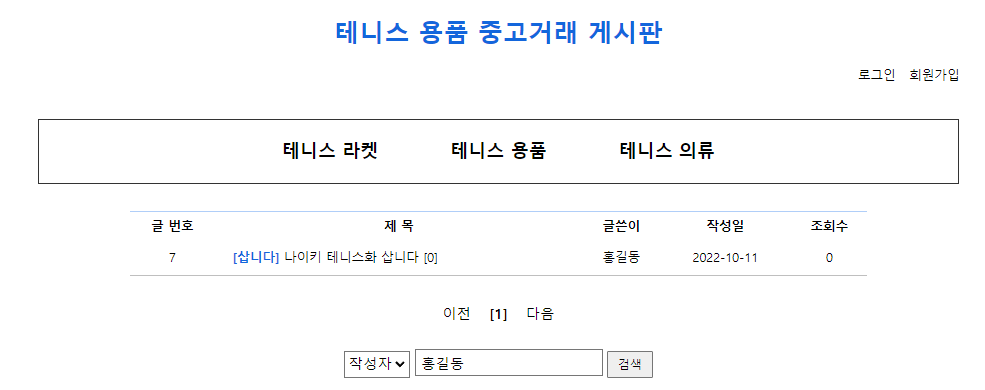 테니스 용품 중고거래 게시판
로그인 회원가입
테니스 라켓 테니스 용품 테니스 의류
글 번호 제 목 글쓴이 작성일 조회수
7 [삽니다] 나이키 테니스화 삽니다 [0] 홍길동 2022-10-11 0
이전 [1] 다음
작성자 홍길동 검색